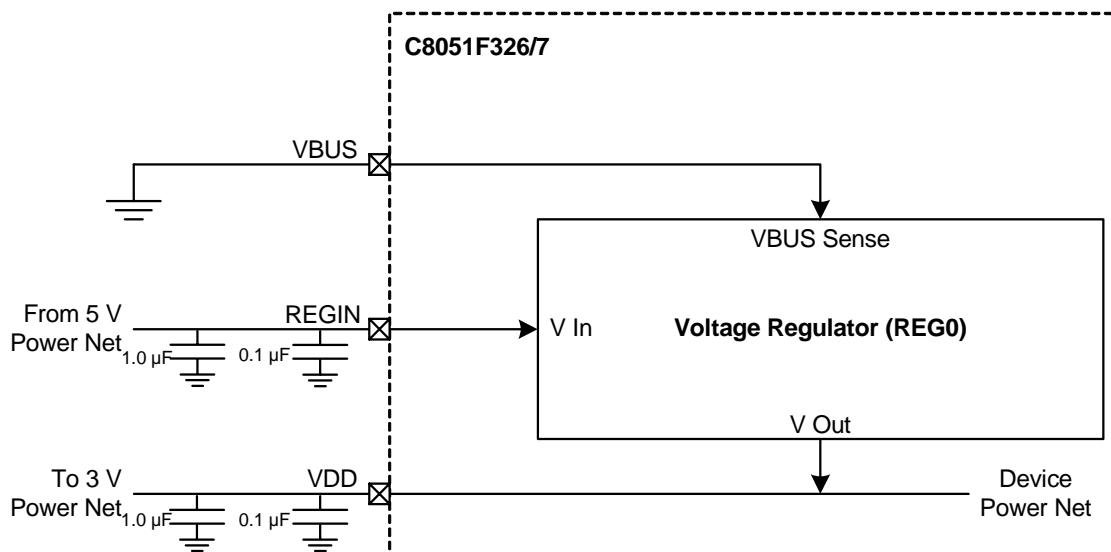 C8051F326/7
VBUS
VBUS Sense
From 5 V
Power Net
REGIN
1.0 µF
0.1 µF
V In
Voltage Regulator (REG0)
V Out
To 3 V
Power Net
VDD
1.0 µF
0.1 µF
Device
Power Net